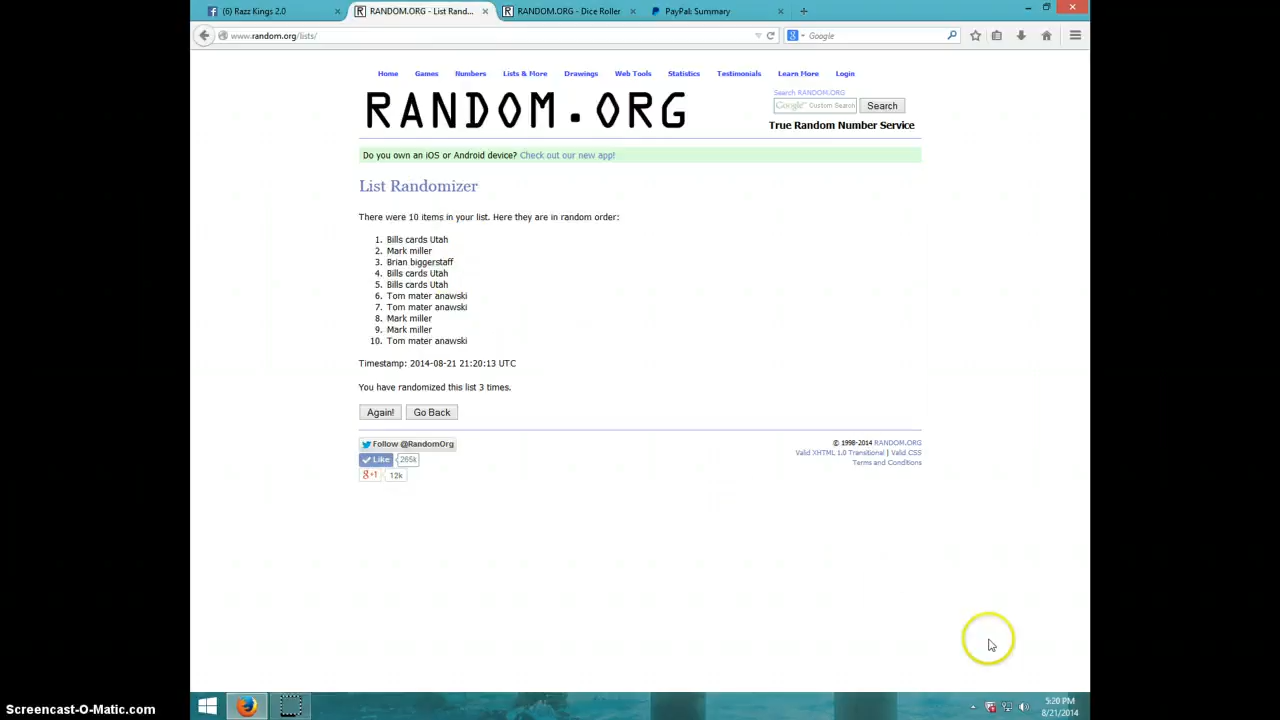 (6) Razz Kings 2.0
RANDOM.ORG - List Rand...
RANDOM.ORG - Dice Roller
PayPal: Summary
www.random.org/lists/
Google
Home Games Numbers Lists & More Drawings Web Tools Statistics Testimonials Learn More Login
RANDOM.ORG
Search RANDOM.ORG
Google Custom Search
Search
True Random Number Service
Do you own an iOS or Android device? Check out our new app!
List Randomizer
There were 10 items in your list. Here they are in random order:
1. Bills cards Utah
2. Mark miller
3. Brian biggerstaff
4. Bills cards Utah
5. Bills cards Utah
6. Tom mater anawski
7. Tom mater anawski
8. Mark miller
9. Mark miller
10. Tom mater anawski
Timestamp: 2014-08-21 21:20:13 UTC
You have randomized this list 3 times.
Again! Go Back
Follow @RandomOrg
Like 265k
g+1 12k
© 1998-2014 RANDOM.ORG
Valid XHTML 1.0 Transitional | Valid CSS
Terms and Conditions
5:20 PM
8/21/2014
Screencast-O-Matic.com